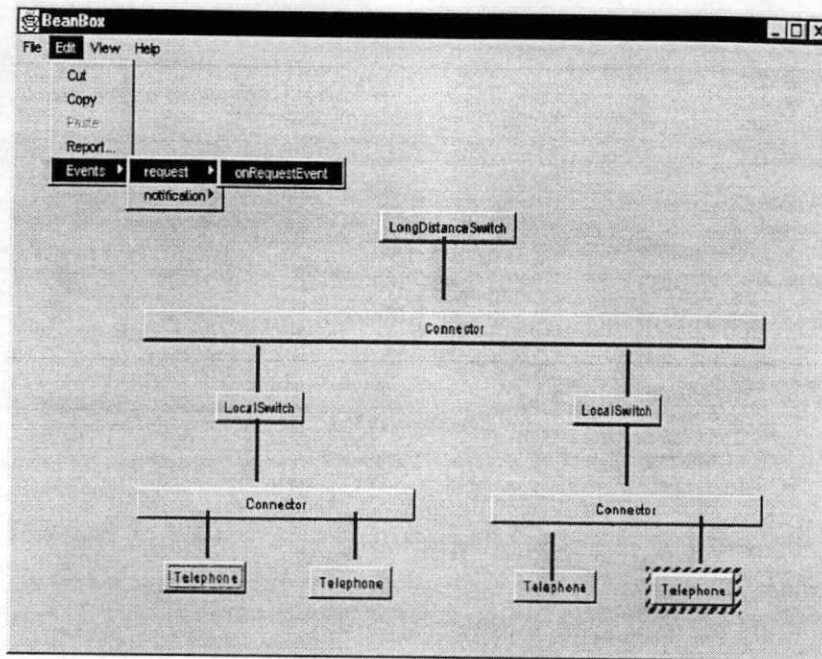 BeanBox
File Edit View Help
Cut
Copy
Paste
Report...
Events request onRequestEvent
notification
LongDistanceSwitch
Connector
LocalSwitch LocalSwitch
Connector Connector
Telephone Telephone Telephone Telephone